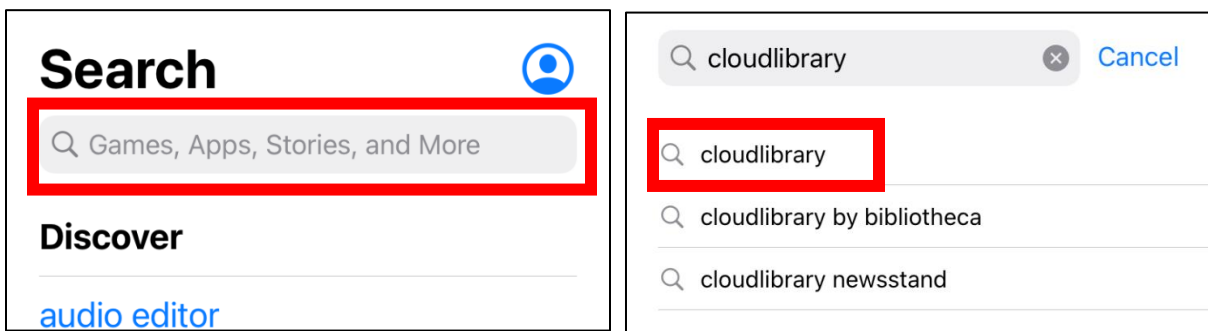 Search
Games, Apps, Stories, and More
Discover
audio editor
cloudlibrary
Cancel
cloudlibrary
cloudlibrary by bibliotheca
cloudlibrary newsstand